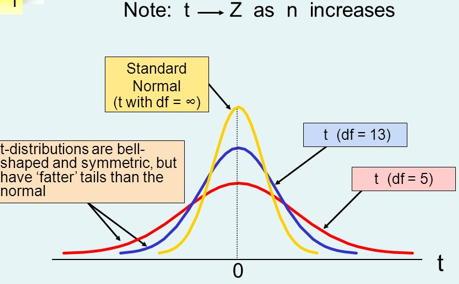 Note: t → Z as n increases
Standard
Normal
(t with df = ∞)
t-distributions are bell-
shaped and symmetric, but
have ‘fatter’ tails than the
normal
t (df = 13)
t (df = 5)
0
t